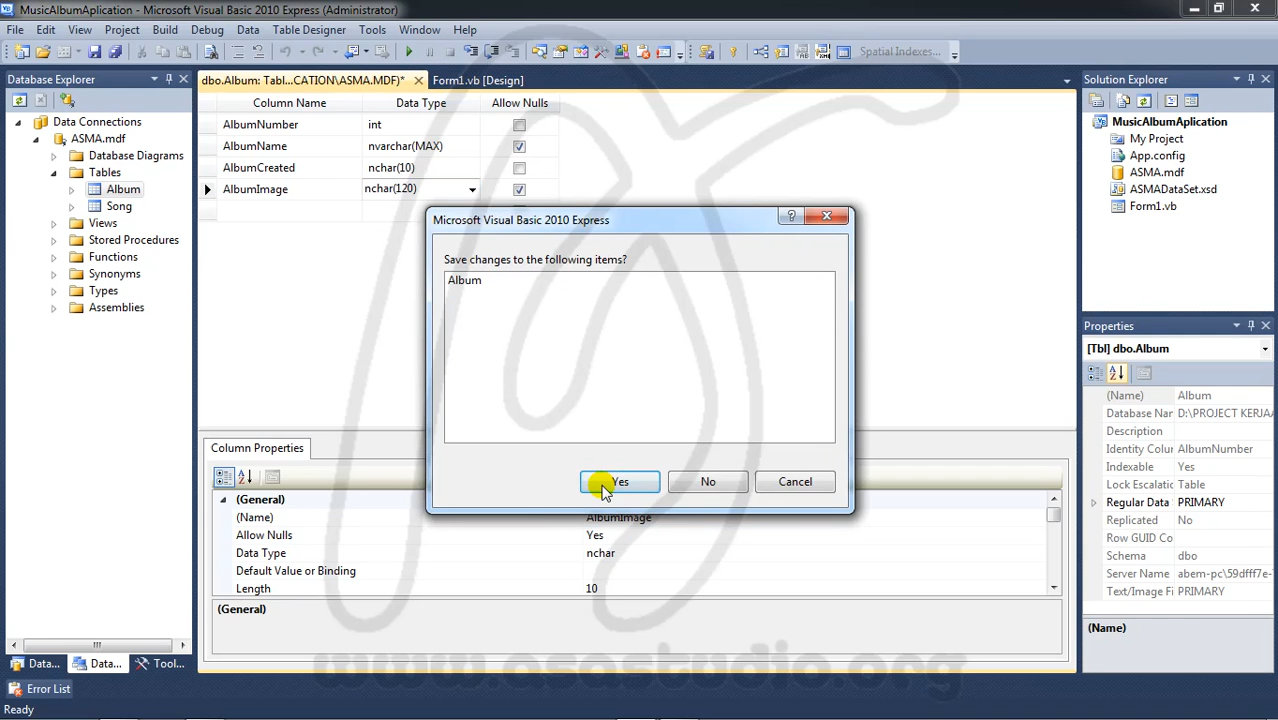 MusicAlbumAplication - Microsoft Visual Basic 2010 Express (Administrator)
File Edit View Project Build Debug Data Table Designer Tools Window Help
Spatial Indexes...
Database Explorer
Data Connections
ASMA.mdf
Database Diagrams
Tables
Album
Song
Views
Stored Procedures
Functions
Synonyms
Types
Assemblies
Data... Data... Tool...
dbo.Album: Tabl...CATION\ASMA.MDF)* Form1.vb [Design]
Column Name Data Type Allow Nulls
AlbumNumber int
AlbumName nvarchar(MAX)
AlbumCreated nchar(10)
AlbumImage nchar(120)
Microsoft Visual Basic 2010 Express
Save changes to the following items?
Album
Yes No Cancel
Column Properties
(General)
(Name) AlbumImage
Allow Nulls Yes
Data Type nchar
Default Value or Binding
Length 10
(General)
Solution Explorer
MusicAlbumAplication
My Project
App.config
ASMA.mdf
ASMADataSet.xsd
Form1.vb
Properties
[Tbl] dbo.Album
(Name) Album
Database Nar D:\PROJECT KERJA
Description
Identity Colu AlbumNumber
Indexable Yes
Lock Escalatic Table
Regular Data PRIMARY
Replicated No
Row GUID Co
Schema dbo
Server Name abem-pc\59dfff7e-
Text/Image Fi PRIMARY
(Name)
www.asastudio.org
Error List
Ready